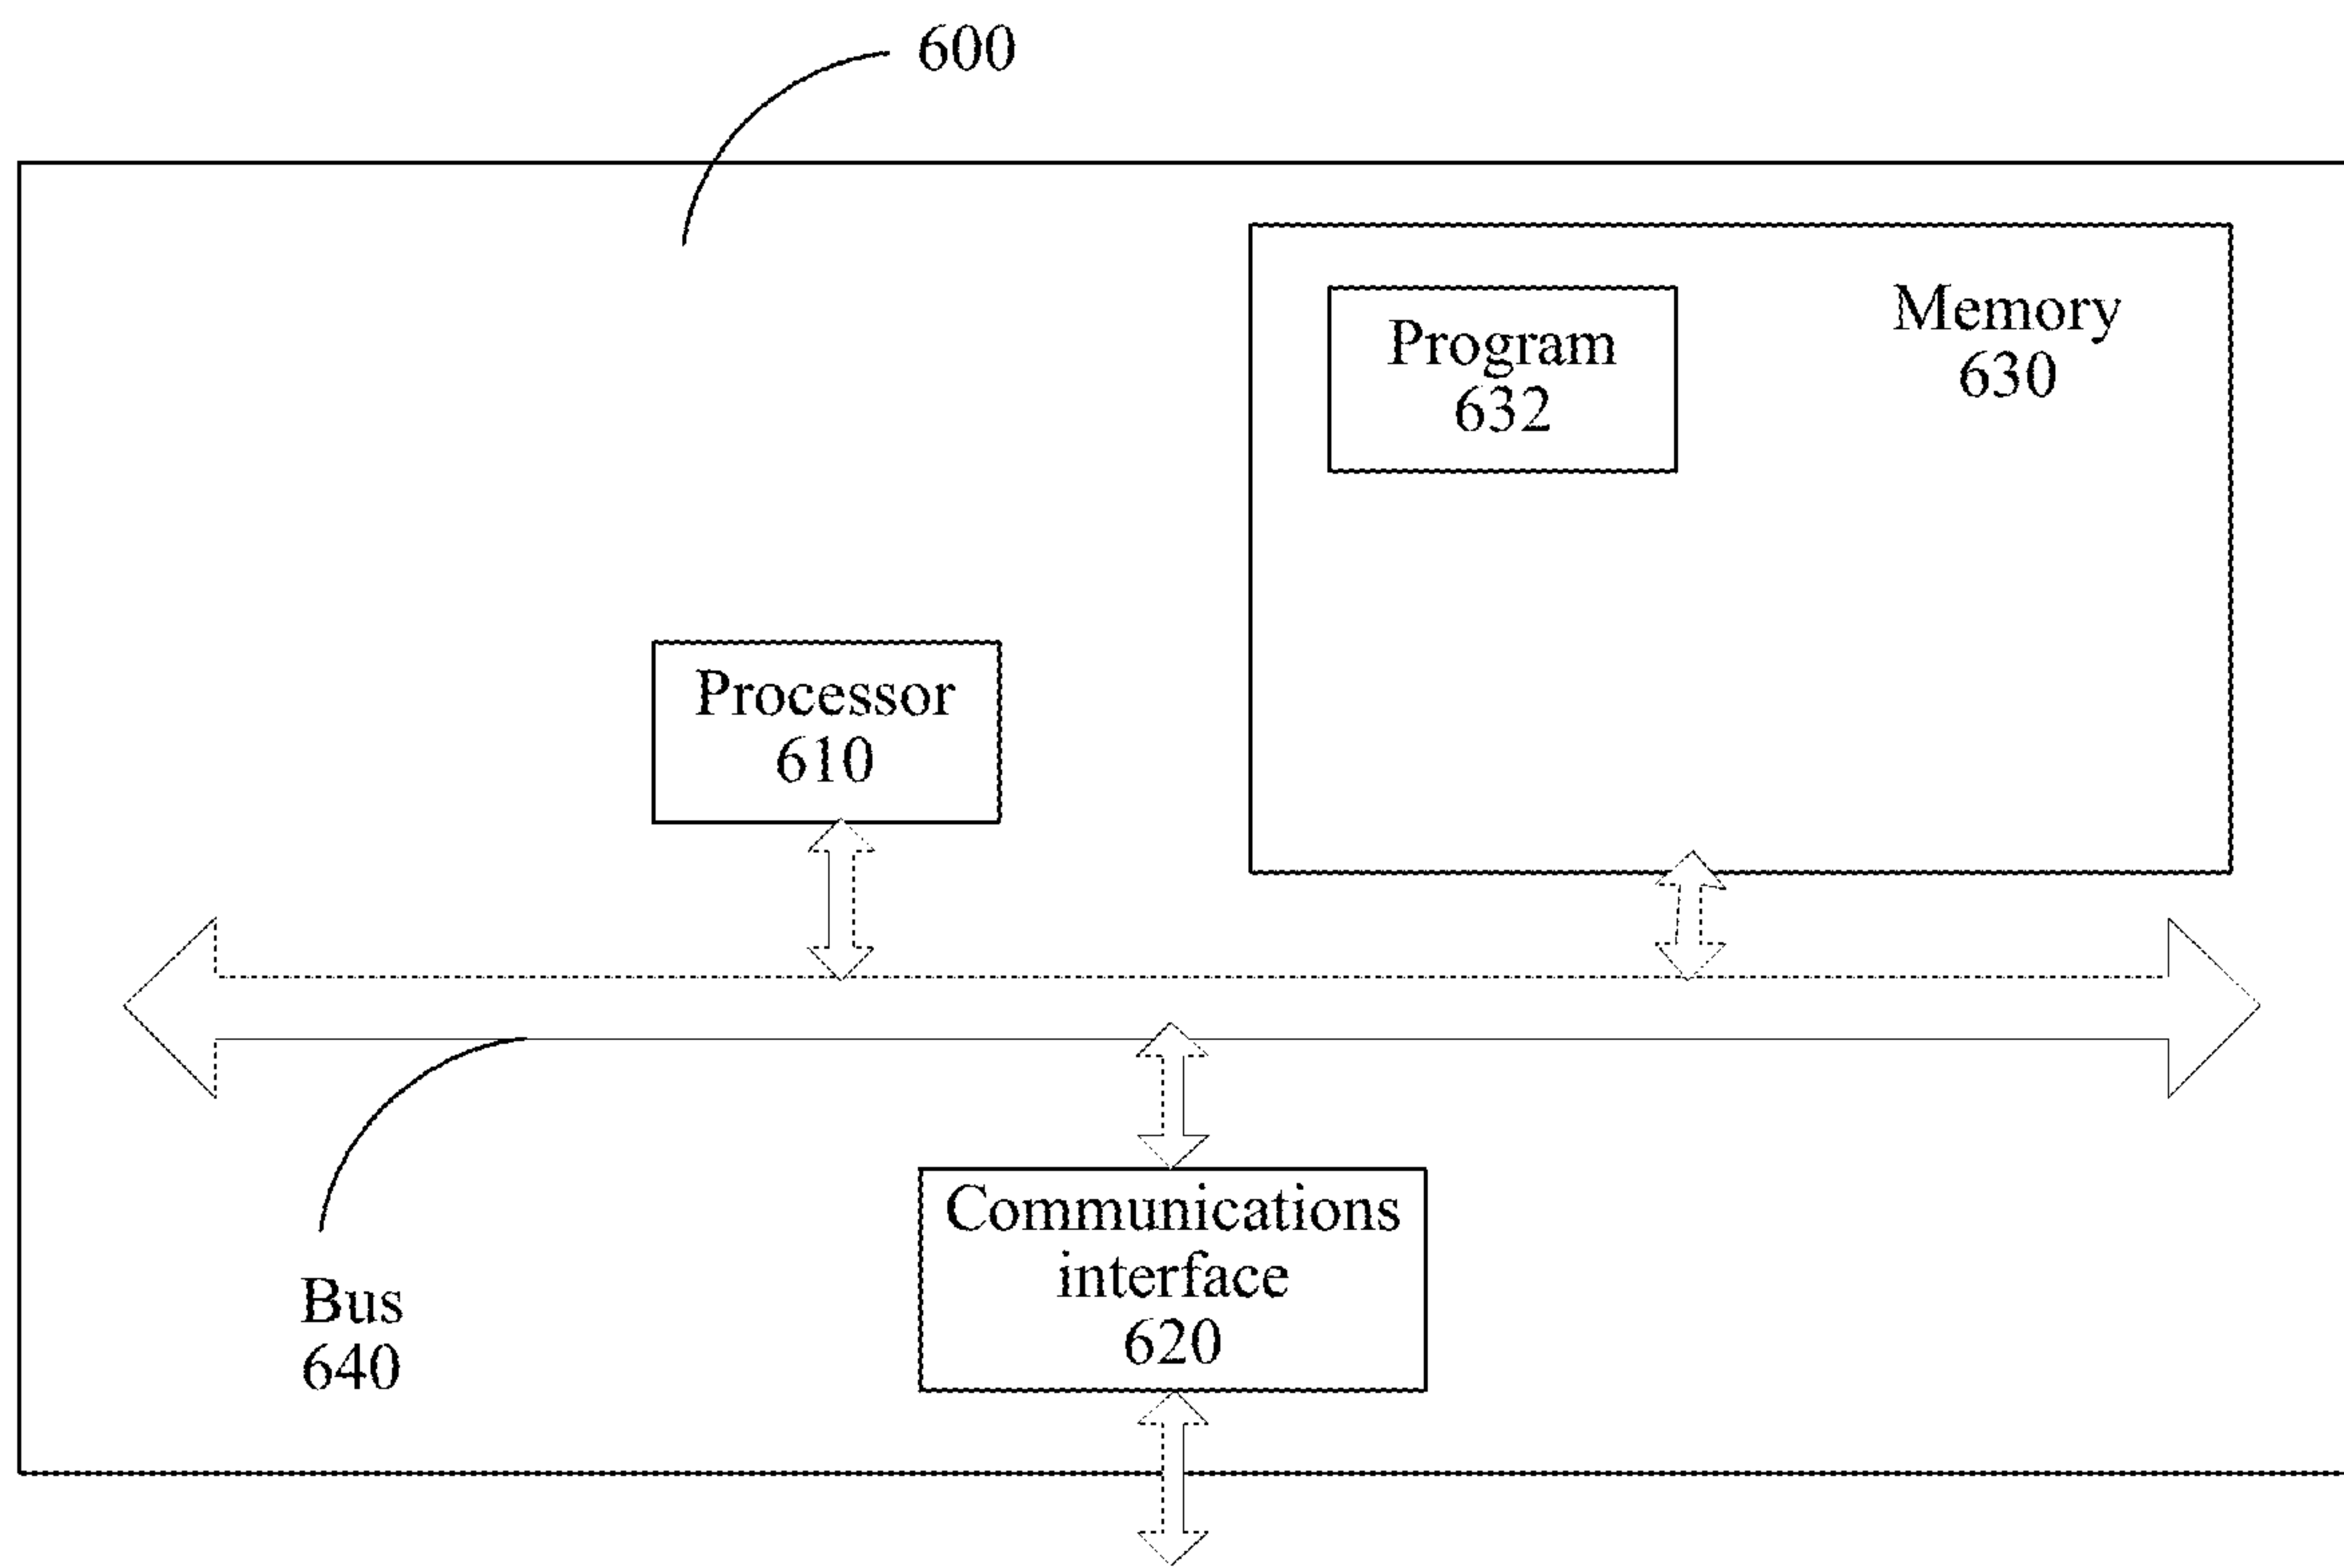 600
Program
632
Memory
630
Processor
610
Communications
interface
620
Bus
640